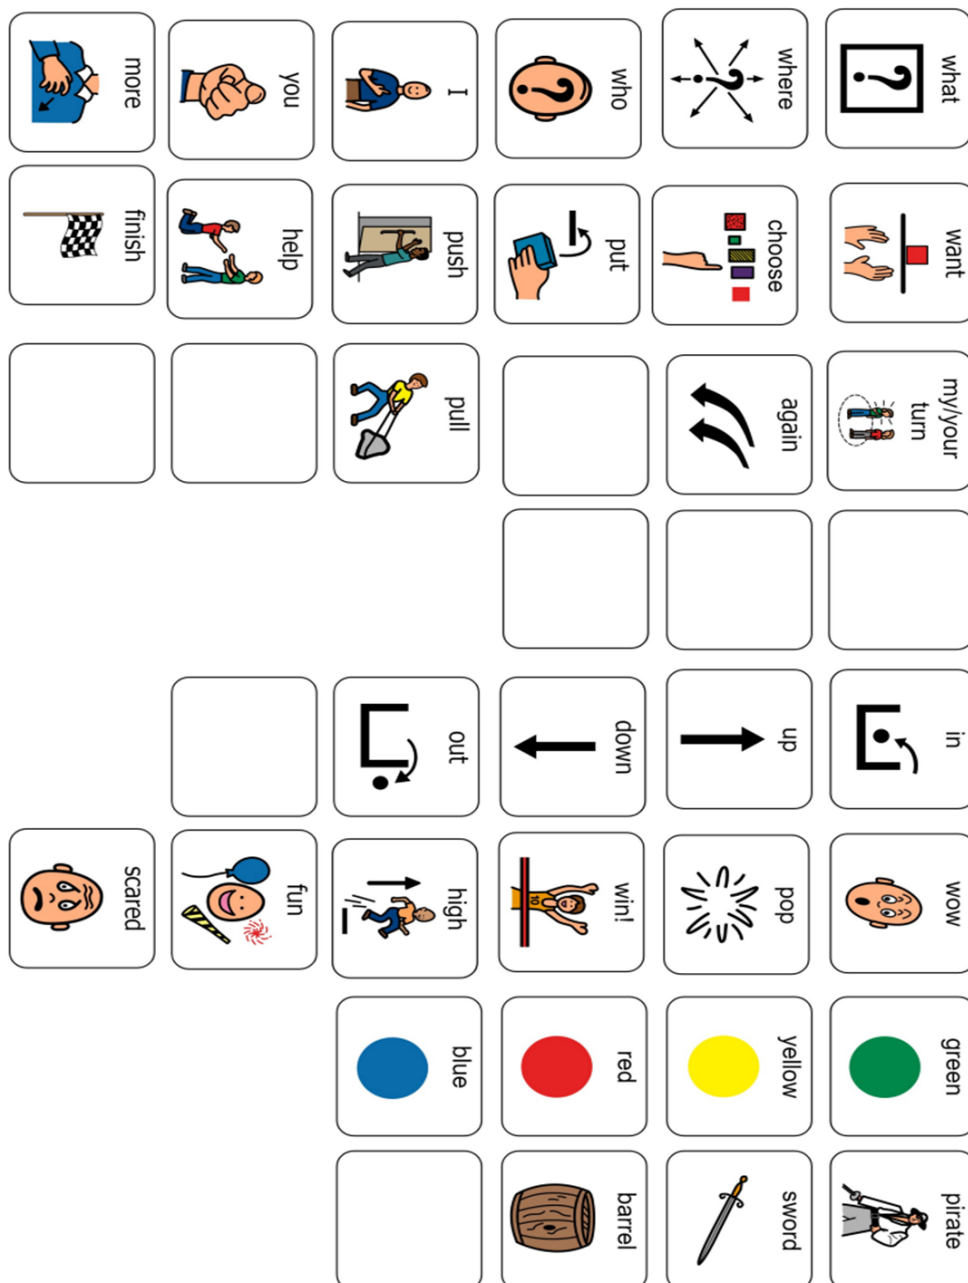 what
want
my/your
turn
in
wow
green
pirate
where
choose
again
up
pop
yellow
sword
who
put
down
win!
10
red
barrel
I
push
pull
out
high
blue
you
help
fun
more
finish
scared